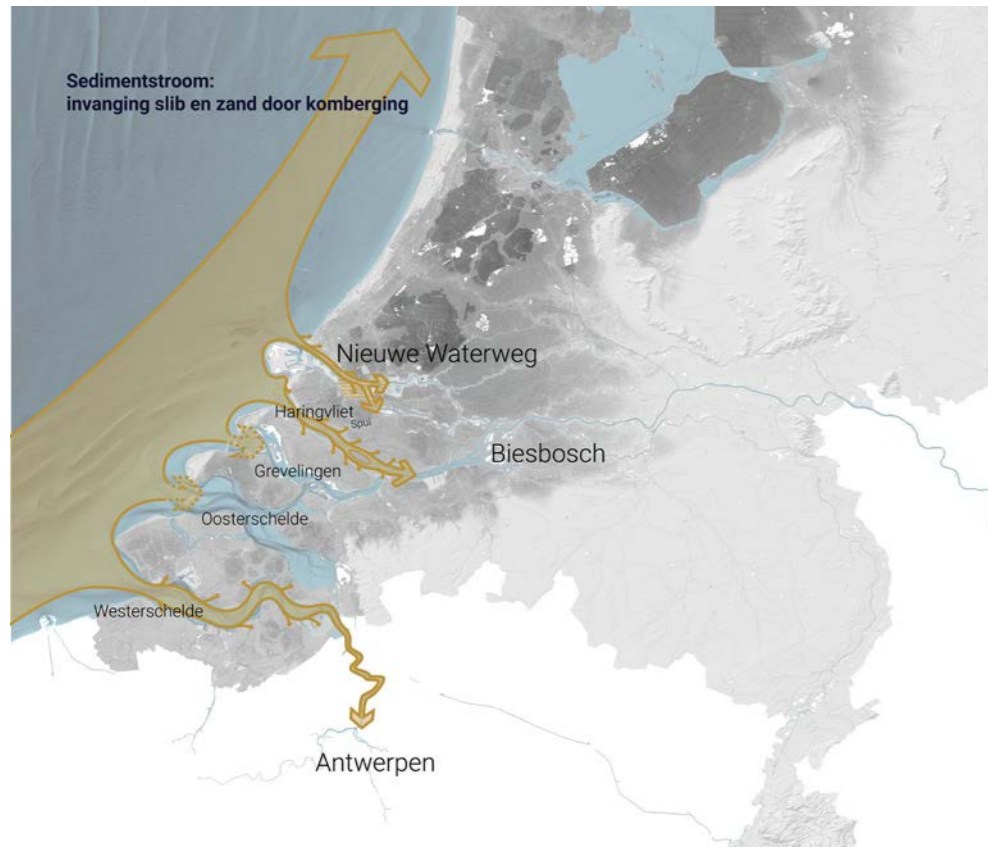 Sedimentstroom:
invanging slib en zand door komberging
Nieuwe Waterweg
Haringvliet
Spui
Biesbosch
Grevelingen
Oosterschelde
Westerschelde
Antwerpen